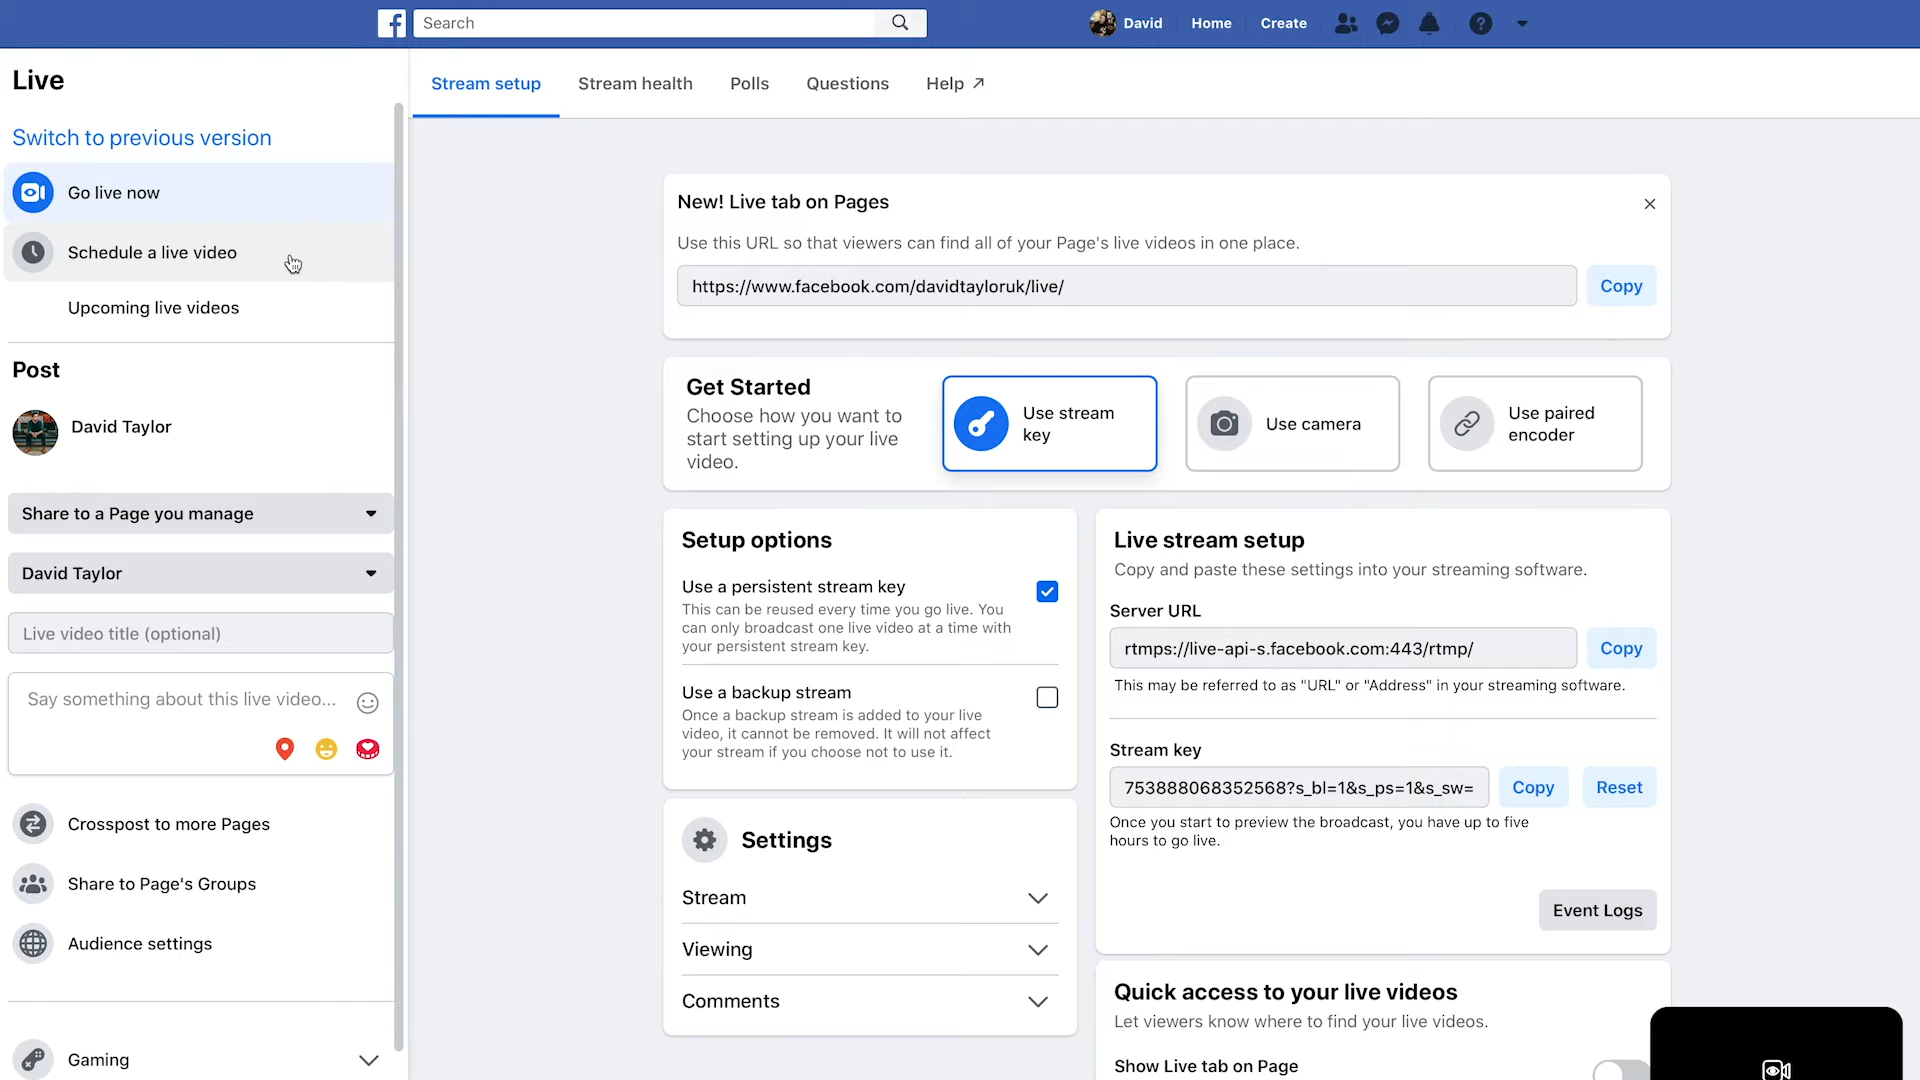 Search
David
Home
Create
Live
Switch to previous version
Go live now
Schedule a live video
Upcoming live videos
Post
David Taylor
Share to a Page you manage
David Taylor
Live video title (optional)
Say something about this live video...
Crosspost to more Pages
Share to Page's Groups
Audience settings
Gaming
Stream setup
Stream health
Polls
Questions
Help
New! Live tab on Pages
Use this URL so that viewers can find all of your Page's live videos in one place.
https://www.facebook.com/davidtayloruk/live/
Copy
Get Started
Choose how you want to
start setting up your live
video.
Use stream
key
Use camera
Use paired
encoder
Setup options
Use a persistent stream key
This can be reused every time you go live. You
can only broadcast one live video at a time with
your persistent stream key.
Use a backup stream
Once a backup stream is added to your live
video, it cannot be removed. It will not affect
your stream if you choose not to use it.
Settings
Stream
Viewing
Comments
Live stream setup
Copy and paste these settings into your streaming software.
Server URL
rtmps://live-api-s.facebook.com:443/rtmp/
Copy
This may be referred to as "URL" or "Address" in your streaming software.
Stream key
753888068352568?s_bl=1&s_ps=1&s_sw=
Copy
Reset
Once you start to preview the broadcast, you have up to five
hours to go live.
Event Logs
Quick access to your live videos
Let viewers know where to find your live videos.
Show Live tab on Page